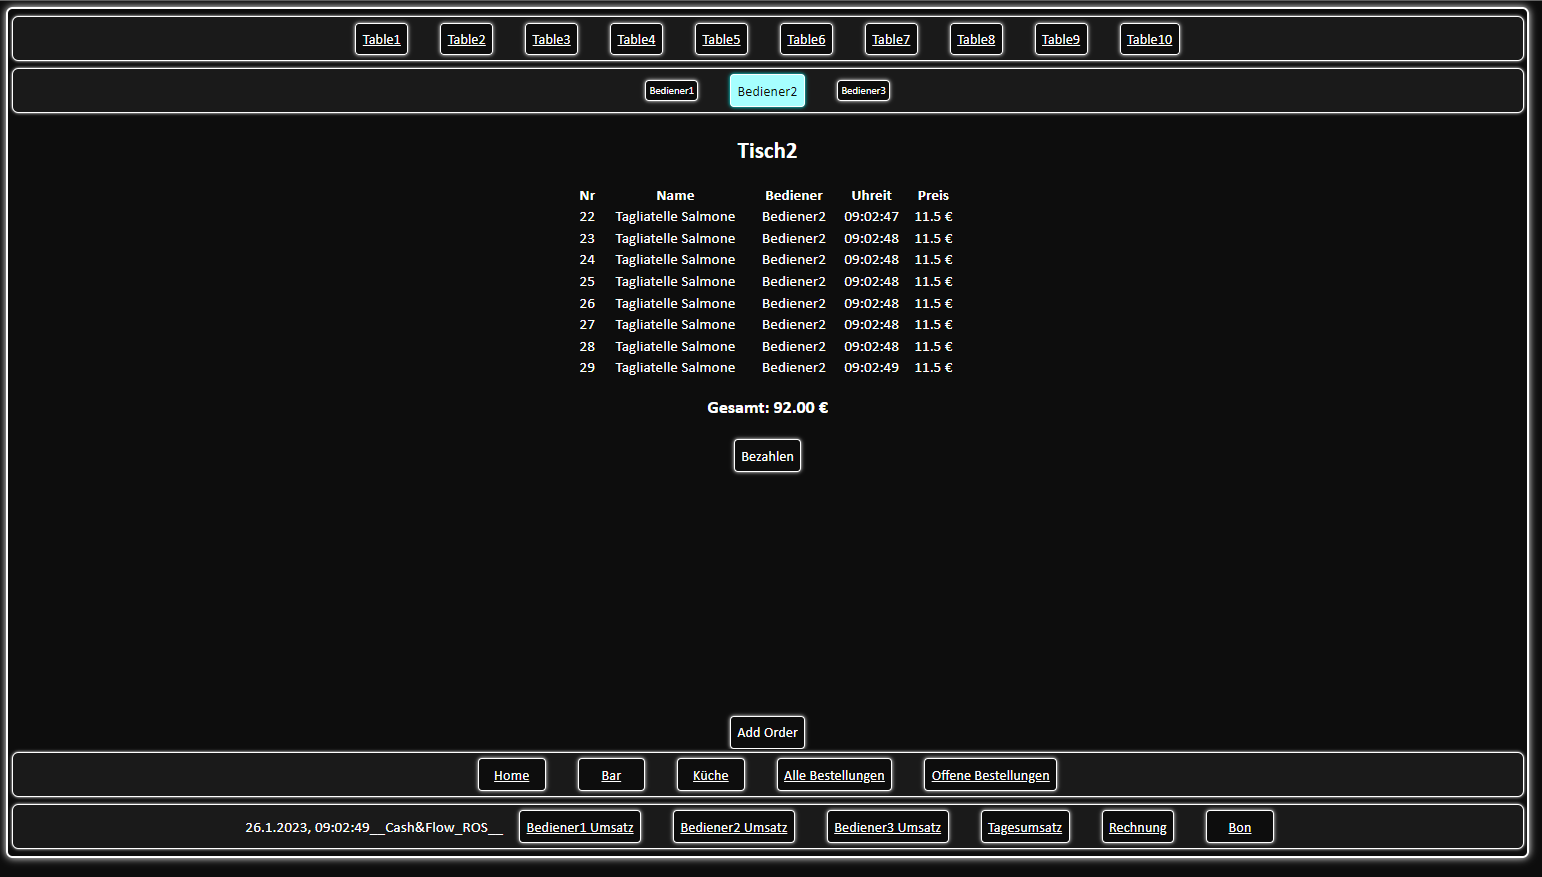 Table1 Table2 Table3 Table4 Table5 Table6 Table7 Table8 Table9 Table10
Bediener1 Bediener2 Bediener3
Tisch2
Nr Name Bediener Uhreit Preis
22 Tagliatelle Salmone Bediener2 09:02:47 11.5 €
23 Tagliatelle Salmone Bediener2 09:02:48 11.5 €
24 Tagliatelle Salmone Bediener2 09:02:48 11.5 €
25 Tagliatelle Salmone Bediener2 09:02:48 11.5 €
26 Tagliatelle Salmone Bediener2 09:02:48 11.5 €
27 Tagliatelle Salmone Bediener2 09:02:48 11.5 €
28 Tagliatelle Salmone Bediener2 09:02:48 11.5 €
29 Tagliatelle Salmone Bediener2 09:02:49 11.5 €
Gesamt: 92.00 €
Bezahlen
Add Order
Home Bar Küche Alle Bestellungen Offene Bestellungen
26.1.2023, 09:02:49__Cash&Flow_ROS__ Bediener1 Umsatz Bediener2 Umsatz Bediener3 Umsatz Tagesumsatz Rechnung Bon